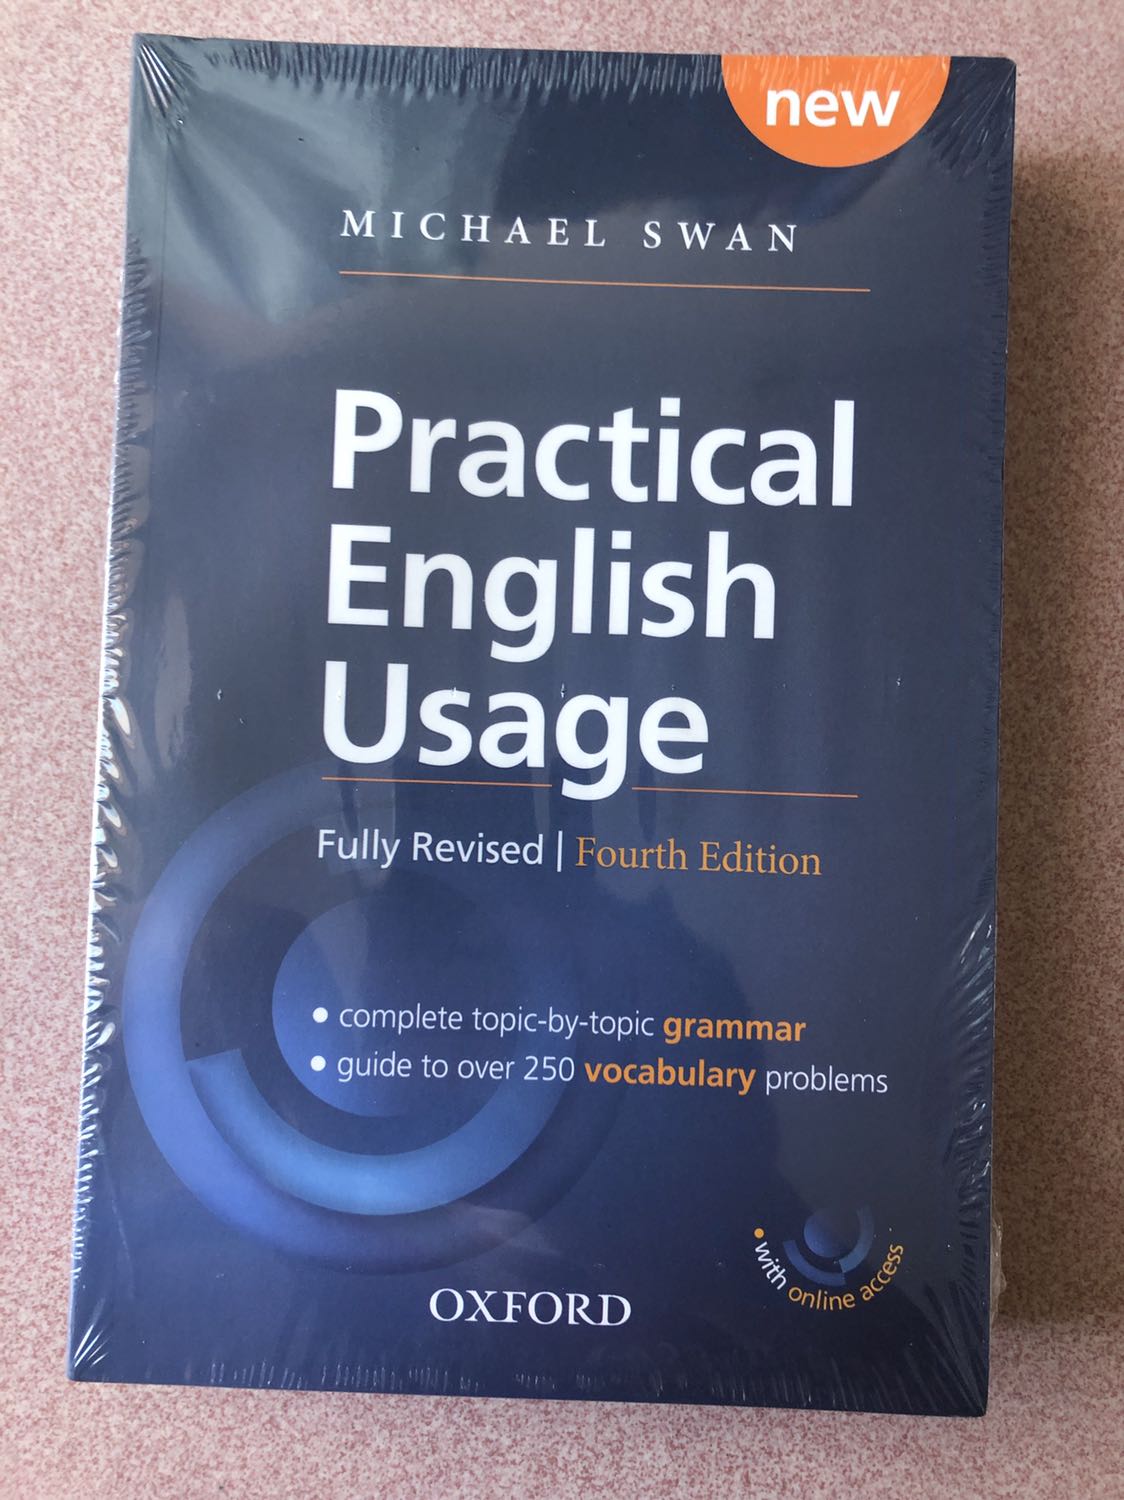 new
MICHAEL SWAN
Practical
English
Usage
Fully Revised | Fourth Edition
• complete topic-by-topic grammar
• guide to over 250 vocabulary problems
• with online access
OXFORD